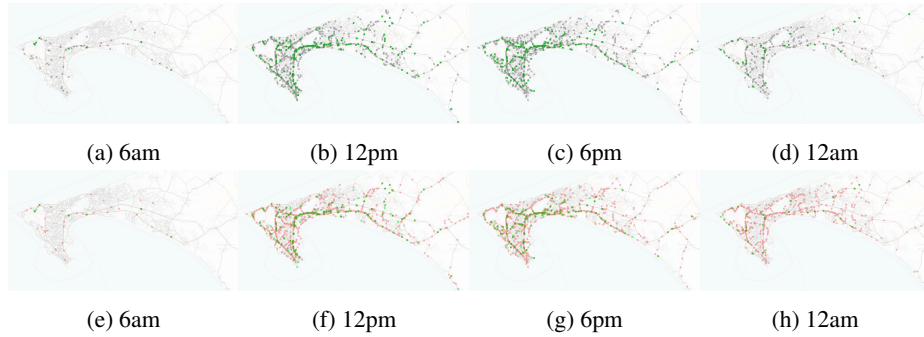 (a) 6am
(b) 12pm
(c) 6pm
(d) 12am
(e) 6am
(f) 12pm
(g) 6pm
(h) 12am